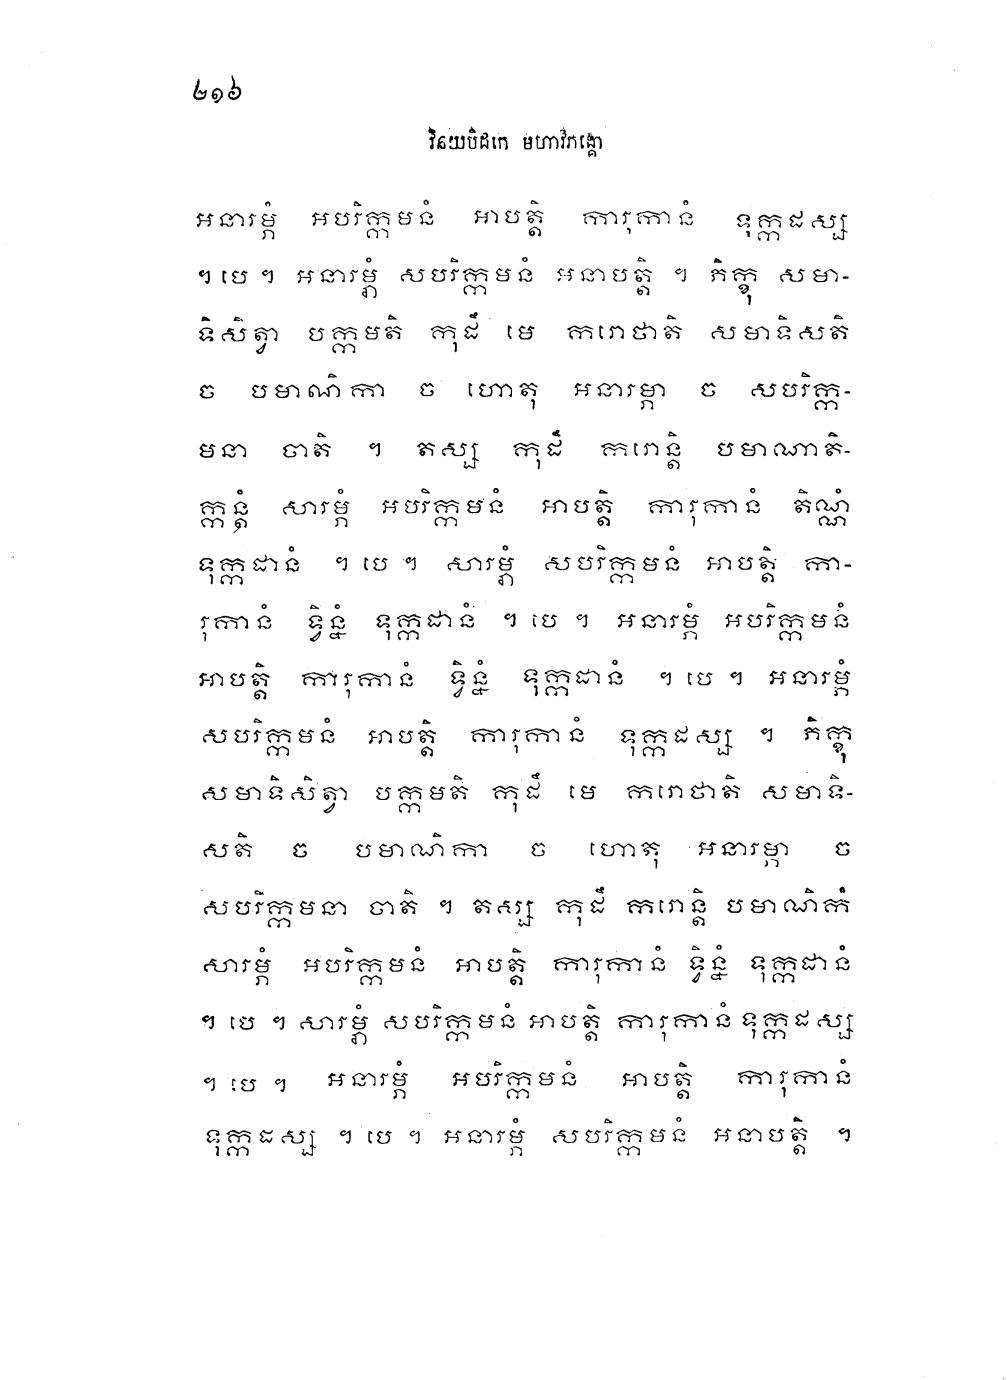 ២១៦
វិនយបិដកេ មហាវិភង្គោ
អនារម្ភំ អបរិក្កមនំ អាបត្តិ ការុកានំ ទុក្កដស្ស
។ បេ ។ អនារម្ភំ សបរិក្កមនំ អនាបត្តិ ។ ភិក្ខុ សមា-
ទិសិត្វា បក្កមតិ កុដឹ មេ ករោថាតិ សមាទិសតិ
ច បមាណិកា ច ហោតុ អនារម្ភា ច សបរិក្ក-
មនា ចាតិ ។ តស្ស កុដឹ ករោន្តិ បមាណាតិ-
ក្កន្តំ សារម្ភំ អបរិក្កមនំ អាបត្តិ ការុកានំ តិណ្ណំ
ទុក្កដានំ ។ បេ ។ សារម្ភំ សបរិក្កមនំ អាបត្តិ កា-
រុកានំ ទ្វិន្នំ ទុក្កដានំ ។ បេ ។ អនារម្ភំ អបរិក្កមនំ
អាបត្តិ ការុកានំ ទ្វិន្នំ ទុក្កដានំ ។ បេ ។ អនារម្ភំ
សបរិក្កមនំ អាបត្តិ ការុកានំ ទុក្កដស្ស ។ ភិក្ខុ
សមាទិសិត្វា បក្កមតិ កុដឹ មេ ករោថាតិ សមាទិ-
សតិ ច បមាណិកា ច ហោតុ អនារម្ភា ច
សបរិក្កមនា ចាតិ ។ តស្ស កុដឹ ករោន្តិ បមាណិកំ
សារម្ភំ អបរិក្កមនំ អាបត្តិ ការុកានំ ទ្វិន្នំ ទុក្កដានំ
។ បេ ។ សារម្ភំ សបរិក្កមនំ អាបត្តិ ការុកានំ ទុក្កដស្ស
។ បេ ។ អនារម្ភំ អបរិក្កមនំ អាបត្តិ ការុកានំ
ទុក្កដស្ស ។ បេ ។ អនារម្ភំ សបរិក្កមនំ អនាបត្តិ ។